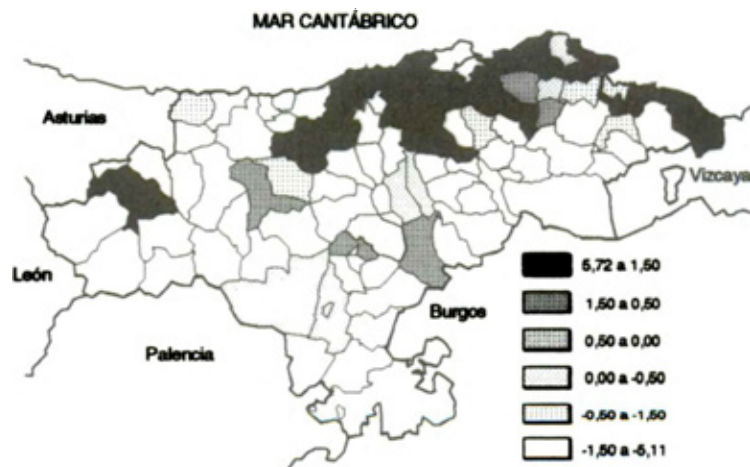 MAR CANTÁBRICO
Asturias
Vizcaya
León
Burgos
Palencia
5,72 a 1,50
1,50 a 0,50
0,50 a 0,00
0,00 a -0,50
-0,50 a -1,50
-1,50 a -5,11